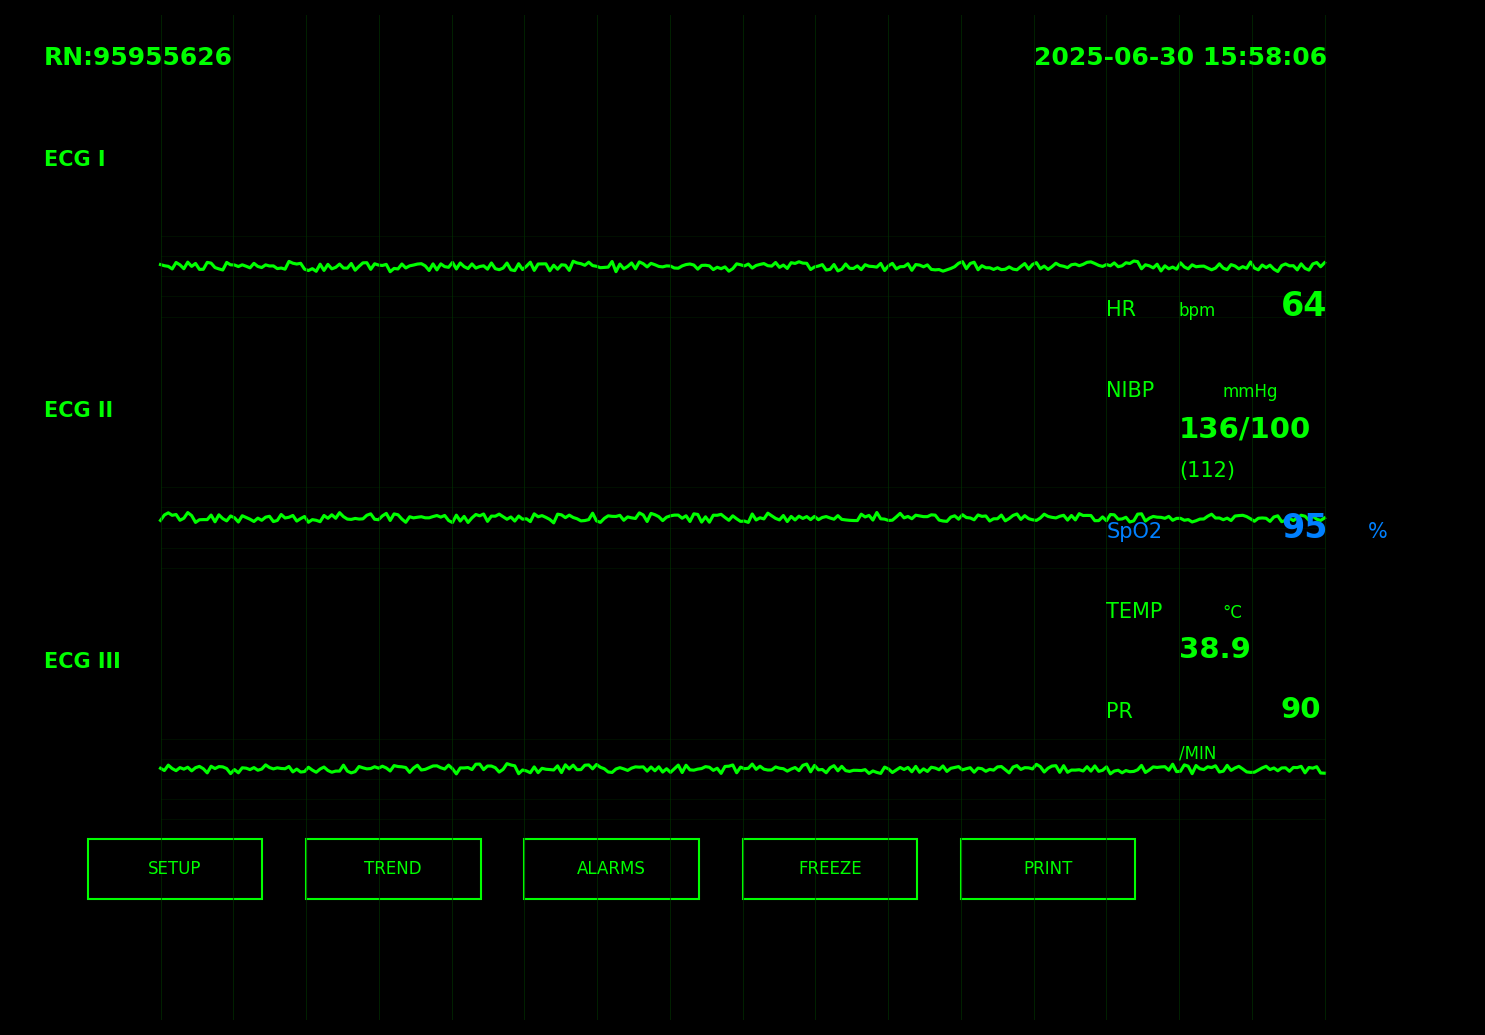 RN:95955626
2025-06-30 15:58:06
ECG I
HR bpm 64
NIBP mmHg
ECG II
136/100
(112)
SpO2 95 %
TEMP °C
38.9
ECG III
PR 90
/MIN
SETUP TREND ALARMS FREEZE PRINT